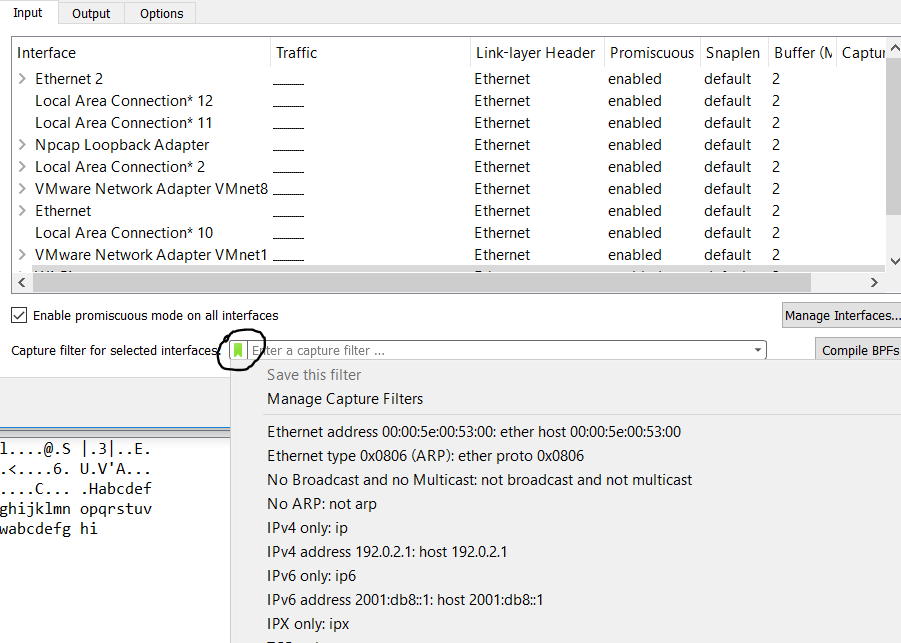 Input Output Options
Interface Traffic Link-layer Header Promiscuous Snaplen Buffer (M Captur
Ethernet 2 Ethernet enabled default 2
Local Area Connection* 12 Ethernet enabled default 2
Local Area Connection* 11 Ethernet enabled default 2
Npcap Loopback Adapter Ethernet enabled default 2
Local Area Connection* 2 Ethernet enabled default 2
VMware Network Adapter VMnet8 Ethernet enabled default 2
Ethernet Ethernet enabled default 2
Local Area Connection* 10 Ethernet enabled default 2
VMware Network Adapter VMnet1 Ethernet enabled default 2
Enable promiscuous mode on all interfaces Manage Interfaces...
Capture filter for selected interfaces: Enter a capture filter ... Compile BPFs
Save this filter
Manage Capture Filters
Ethernet address 00:00:5e:00:53:00: ether host 00:00:5e:00:53:00
Ethernet type 0x0806 (ARP): ether proto 0x0806
No Broadcast and no Multicast: not broadcast and not multicast
No ARP: not arp
IPv4 only: ip
IPv4 address 192.0.2.1: host 192.0.2.1
IPv6 only: ip6
IPv6 address 2001:db8::1: host 2001:db8::1
IPX only: ipx
l....@.S |.3|..E.
.<....6. U.V'A...
....C... .Habcdef
ghijklmn opqrstuv
wabcdefg hi